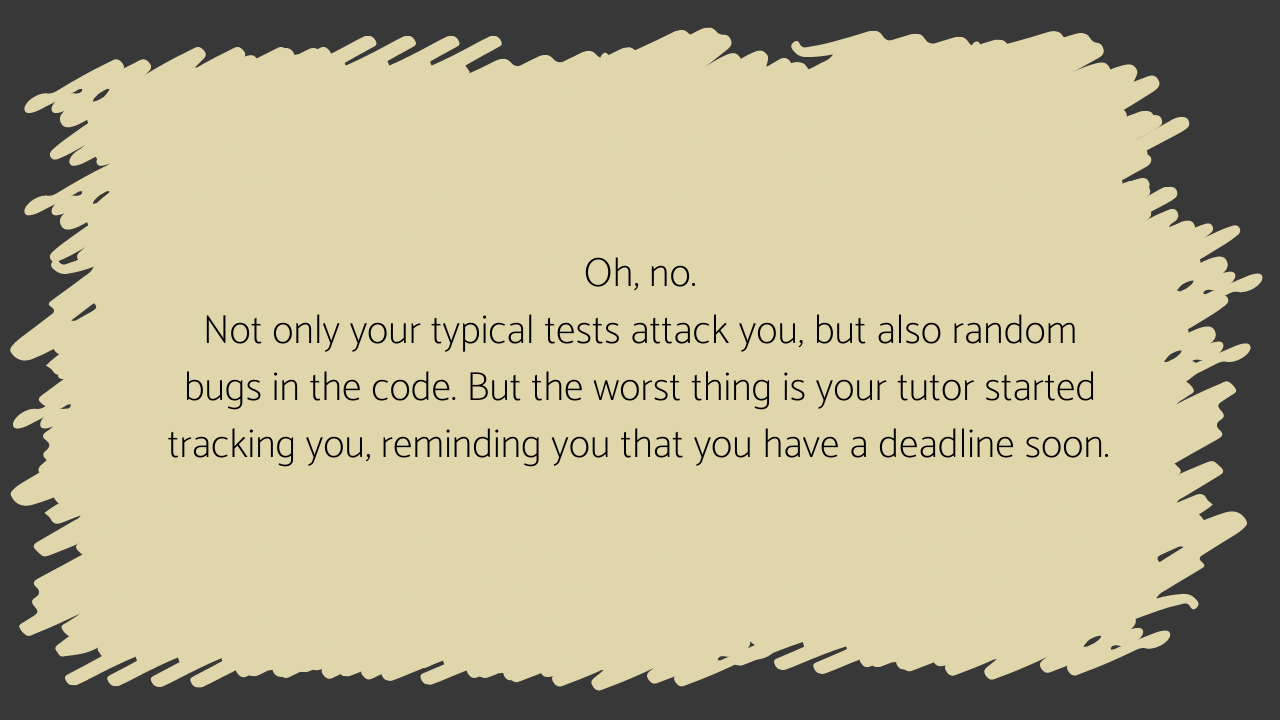 Oh, no.
Not only your typical tests attack you, but also random
bugs in the code. But the worst thing is your tutor started
tracking you, reminding you that you have a deadline soon.